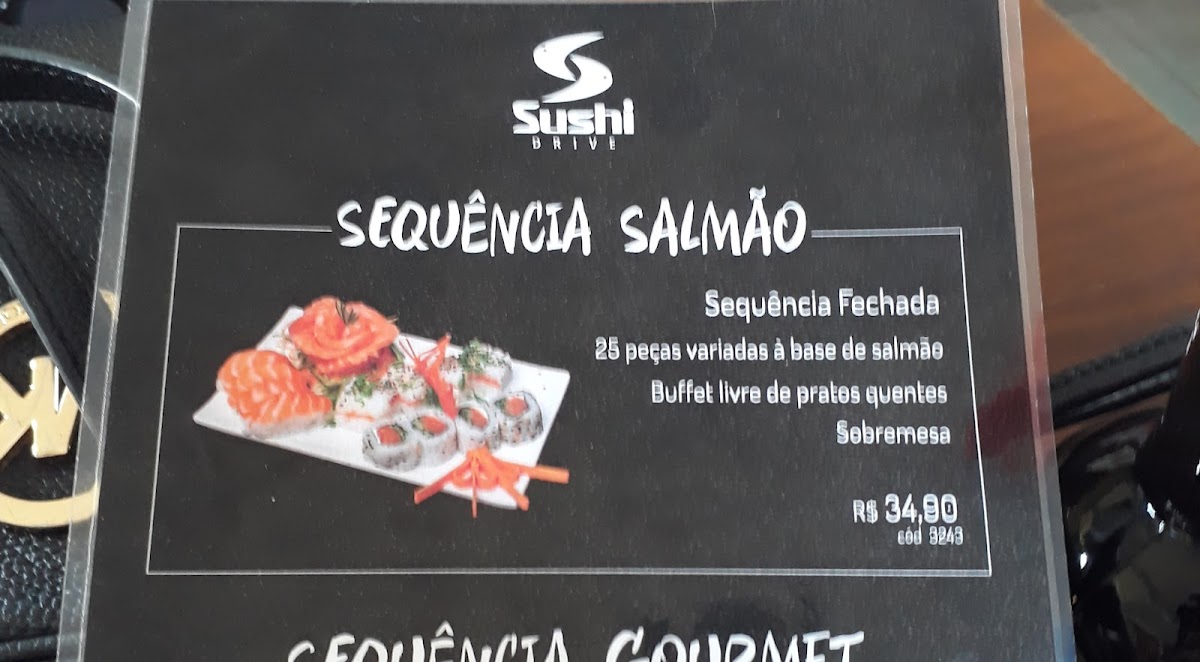 Sushi
DRIVE
SEQUÊNCIA SALMÃO
Sequência Fechada
25 peças variadas à base de salmão
Buffet livre de pratos quentes
Sobremesa
R$ 34,90
cód 3243
SEQUÊNCIA GOURMET